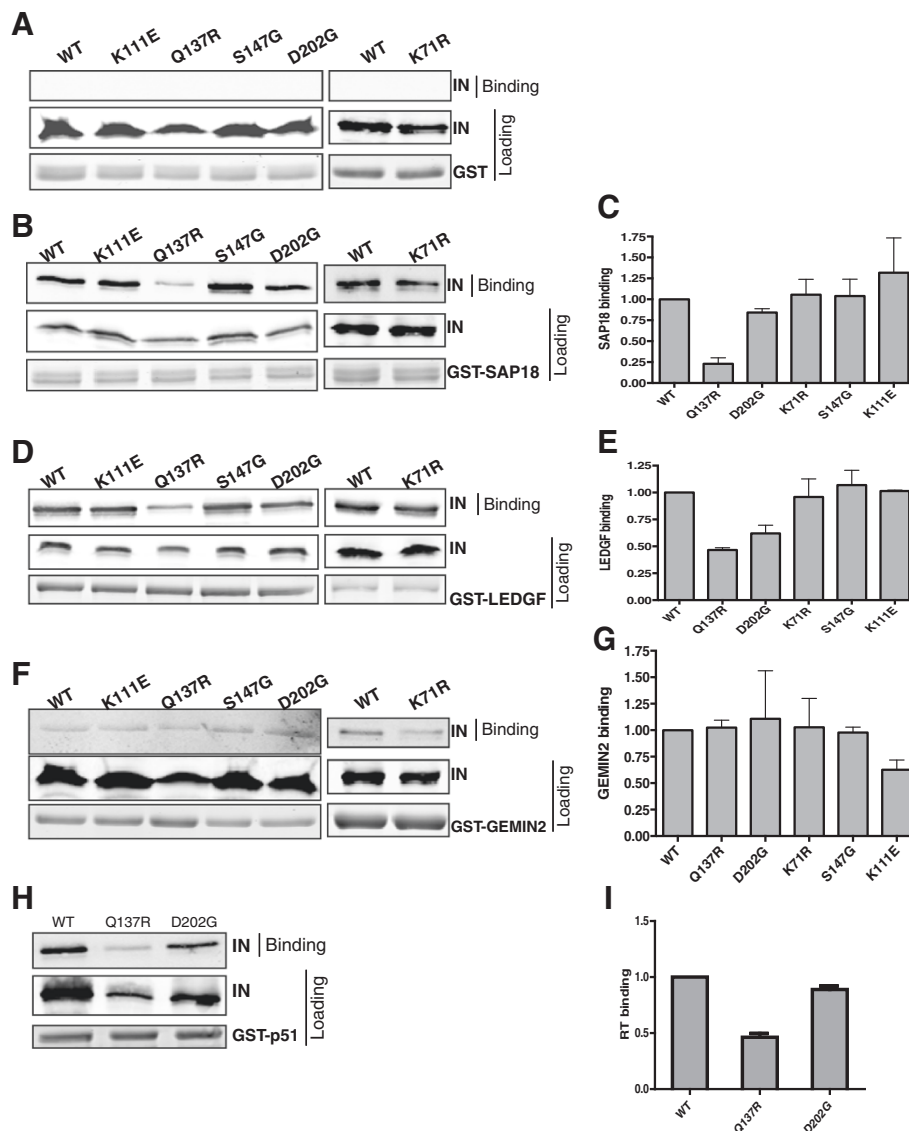 A
WT K111E Q137R S147G D202G WT K71R
IN Binding
IN
GST
Loading
B
WT K111E Q137R S147G D202G WT K71R
IN Binding
IN
GST-SAP18
Loading
C
SAP18 binding
1.75
1.50
1.25
1.00
0.75
0.50
0.25
0.00
WT Q137R D202G K71R S147G K111E
D
WT K111E Q137R S147G D202G WT K71R
IN Binding
IN
GST-LEDGF
Loading
E
LEDGF binding
1.25
1.00
0.75
0.50
0.25
0.00
WT Q137R D202G K71R S147G K111E
F
WT K111E Q137R S147G D202G WT K71R
IN Binding
IN
GST-GEMIN2
Loading
G
GEMIN2 binding
1.75
1.50
1.25
1.00
0.75
0.50
0.25
0.00
WT Q137R D202G K71R S147G K111E
H
WT Q137R D202G
IN Binding
IN
GST-p51
Loading
I
RT binding
1.5
1.0
0.5
0.0
WT Q137R D202G